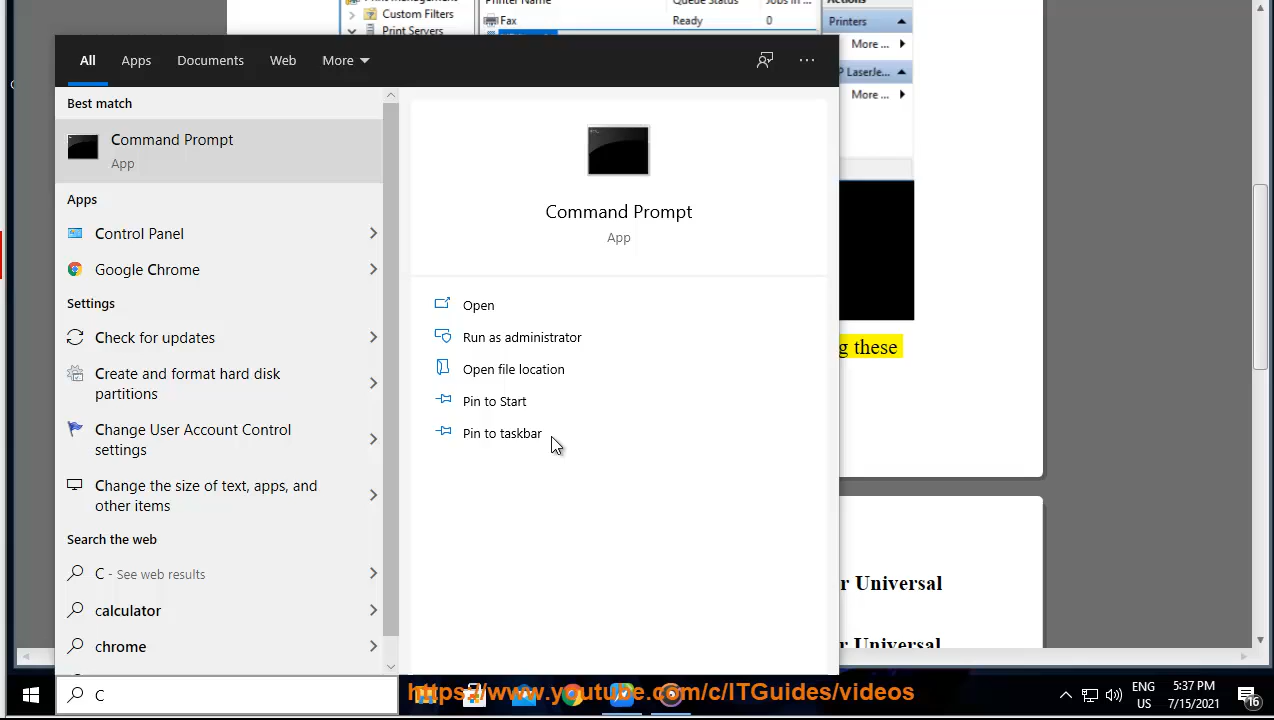 Custom Filters
Print Servers
Printer Name
Queue Status
Jobs In ...
Fax
Ready
0
Actions
Printers
More ...
P LaserJe...
More ...
All
Apps
Documents
Web
More
Best match
Command Prompt
App
Apps
Control Panel
Google Chrome
Settings
Check for updates
Create and format hard disk
partitions
Change User Account Control
settings
Change the size of text, apps, and
other items
Search the web
C - See web results
calculator
chrome
C
Command Prompt
App
Open
Run as administrator
Open file location
Pin to Start
Pin to taskbar
g these
r Universal
r Universal
https://www.youtube.com/c/ITGuides/videos
ENG
US
5:37 PM
7/15/2021
16